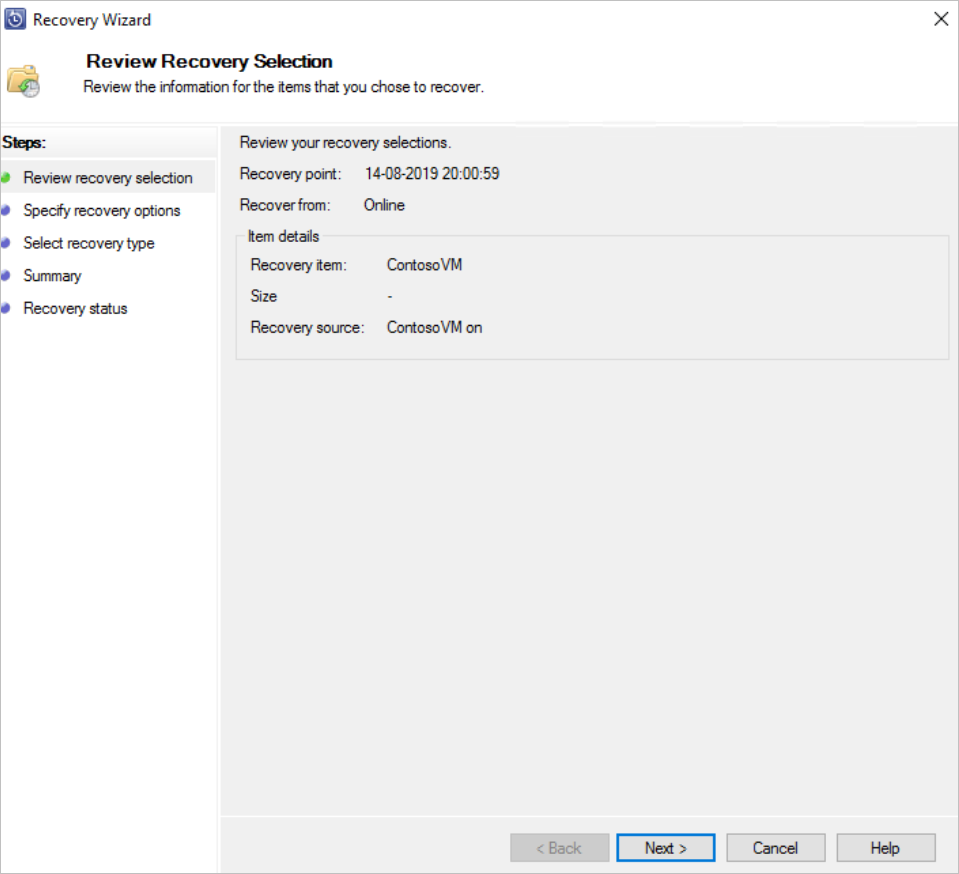 Recovery Wizard
Review Recovery Selection
Review the information for the items that you chose to recover.
Steps:
Review recovery selection
Specify recovery options
Select recovery type
Summary
Recovery status
Review your recovery selections.
Recovery point: 14-08-2019 20:00:59
Recover from: Online
Item details
Recovery item: ContosoVM
Size -
Recovery source: ContosoVM on
< Back Next > Cancel Help